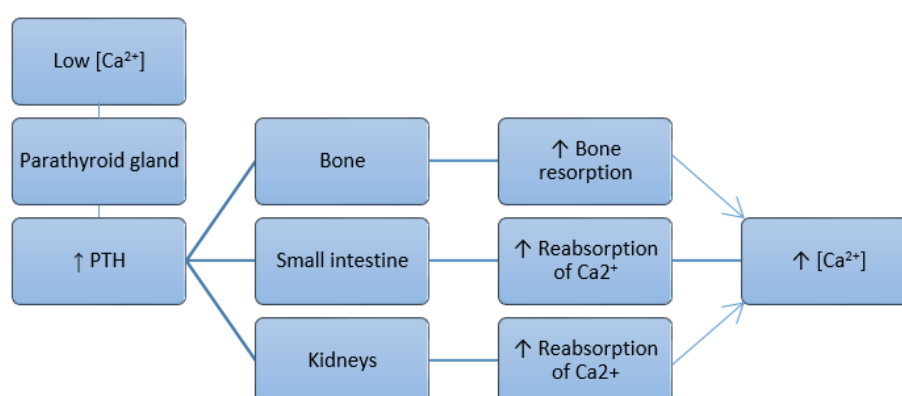 Low [Ca²⁺]
Parathyroid gland
↑ PTH
Bone
Small intestine
Kidneys
↑ Bone
resorption
↑ Reabsorption
of Ca2⁺
↑ Reabsorption
of Ca2+
↑ [Ca²⁺]